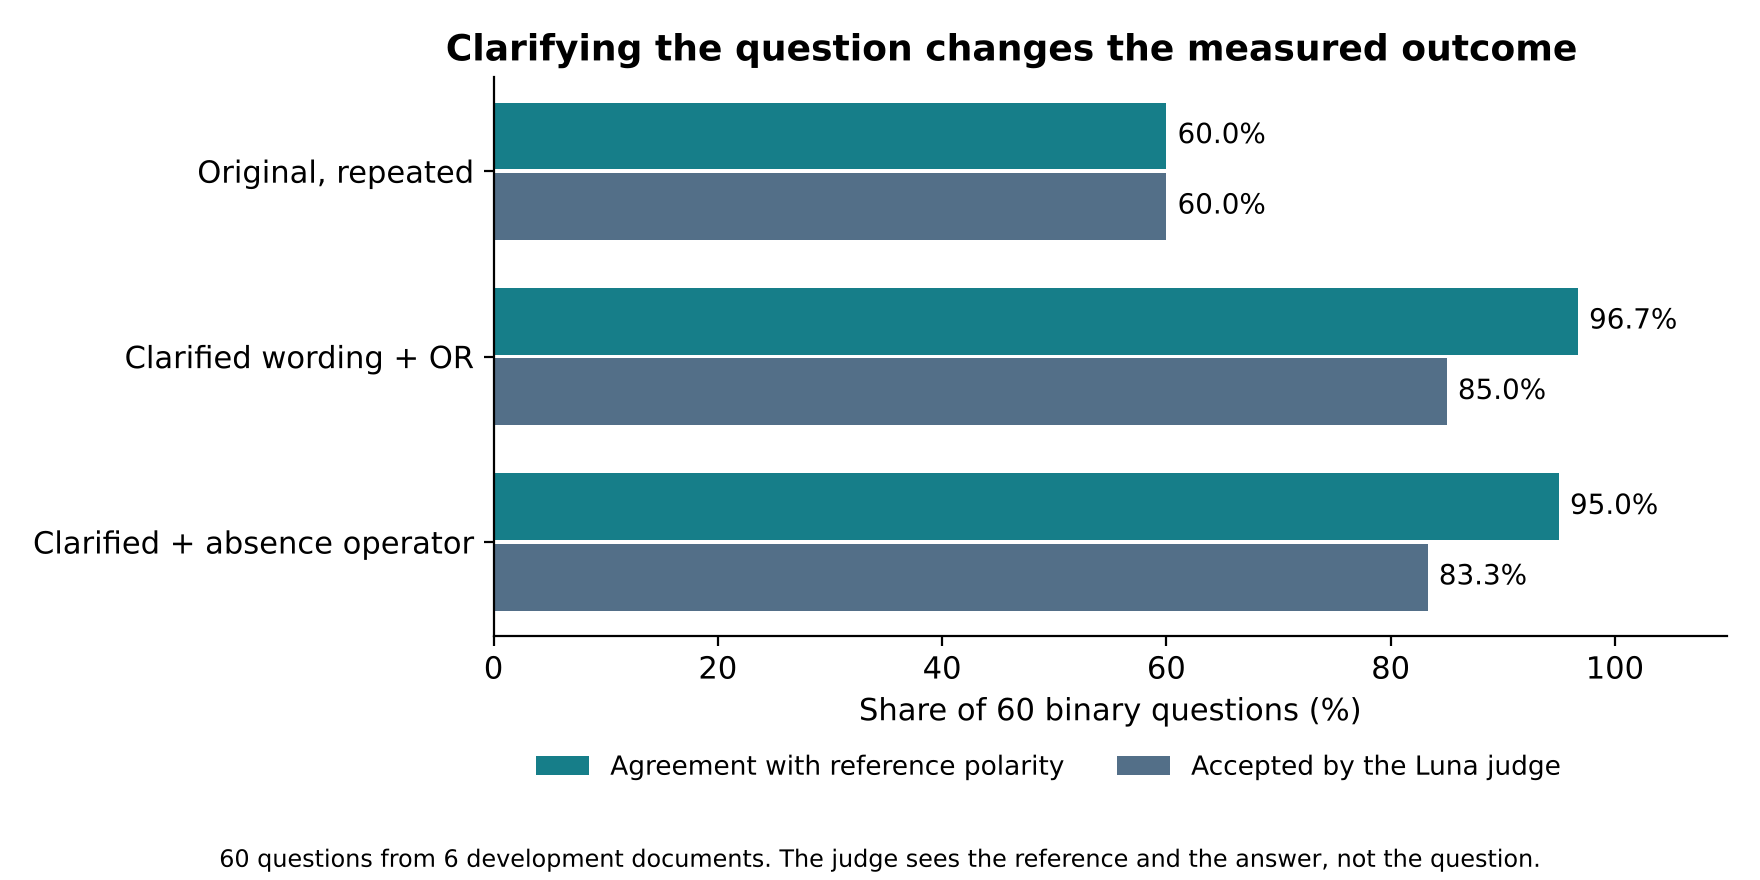 Clarifying the question changes the measured outcome
Original, repeated
60.0%
60.0%
Clarified wording + OR
96.7%
85.0%
Clarified + absence operator
95.0%
83.3%
0 20 40 60 80 100
Share of 60 binary questions (%)
Agreement with reference polarity
Accepted by the Luna judge
60 questions from 6 development documents. The judge sees the reference and the answer, not the question.